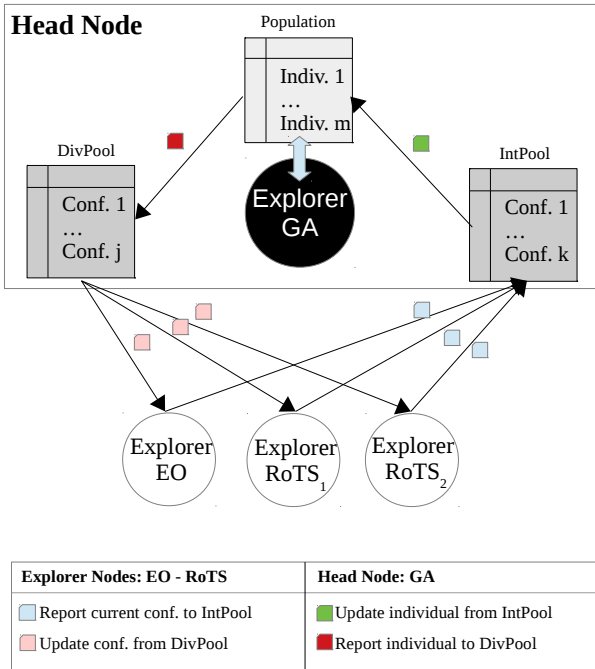 Head Node
Population
Indiv. 1
...
Indiv. m
DivPool
Conf. 1
...
Conf. j
Explorer
GA
IntPool
Conf. 1
...
Conf. k
Explorer
EO
Explorer
RoTS1
Explorer
RoTS2
Explorer Nodes: EO - RoTS
Report current conf. to IntPool
Update conf. from DivPool
Head Node: GA
Update individual from IntPool
Report individual to DivPool